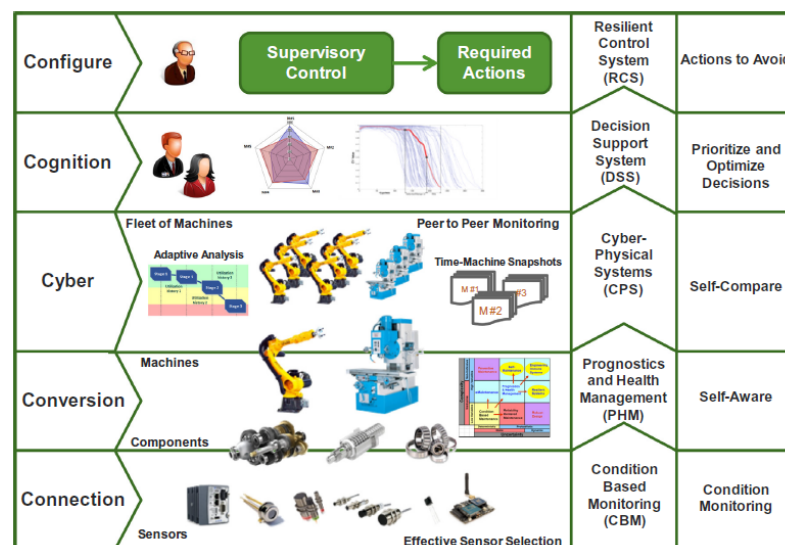 Configure
Supervisory
Control
Required
Actions
Resilient
Control
System
(RCS)
Actions to Avoid
Cognition
Decision
Support
System
(DSS)
Prioritize and
Optimize
Decisions
Cyber
Fleet of Machines
Adaptive Analysis
Peer to Peer Monitoring
Time-Machine Snapshots
M #1
M #2
#3
Cyber-
Physical
Systems
(CPS)
Self-Compare
Conversion
Machines
Components
Prognostics
and Health
Management
(PHM)
Self-Aware
Connection
Sensors
Effective Sensor Selection
Condition
Based
Monitoring
(CBM)
Condition
Monitoring